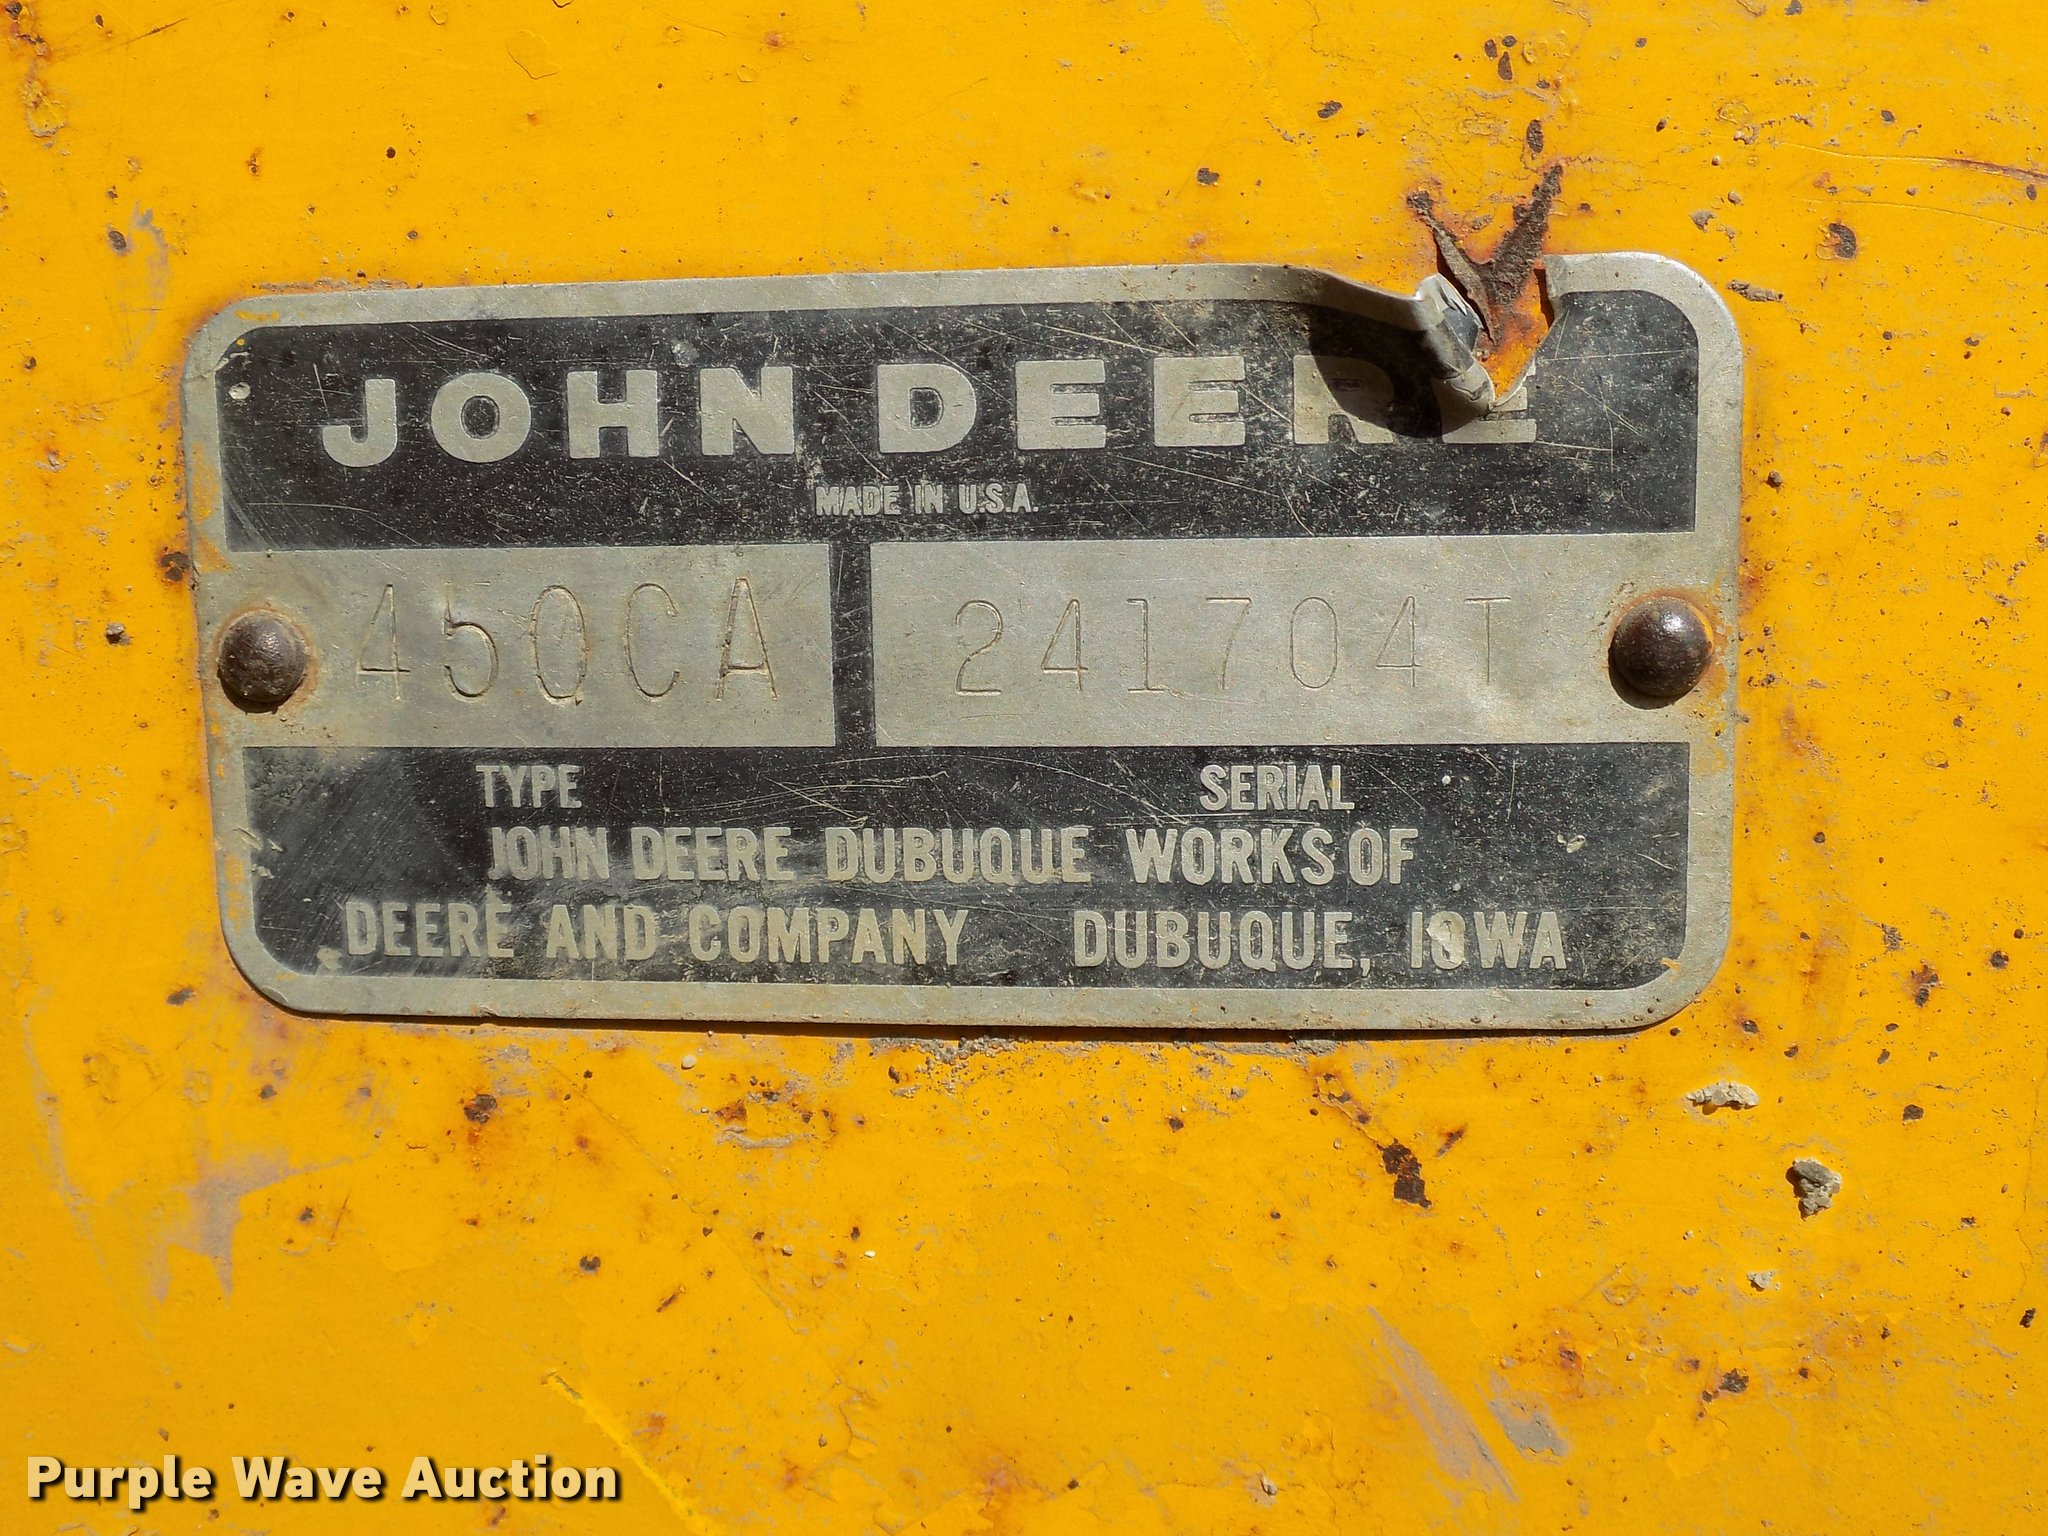 JOHN DEERE
MADE IN U.S.A.
450CA 241704T
TYPE SERIAL
JOHN DEERE DUBUQUE WORKS OF
DEERE AND COMPANY DUBUQUE, IOWA
Purple Wave Auction